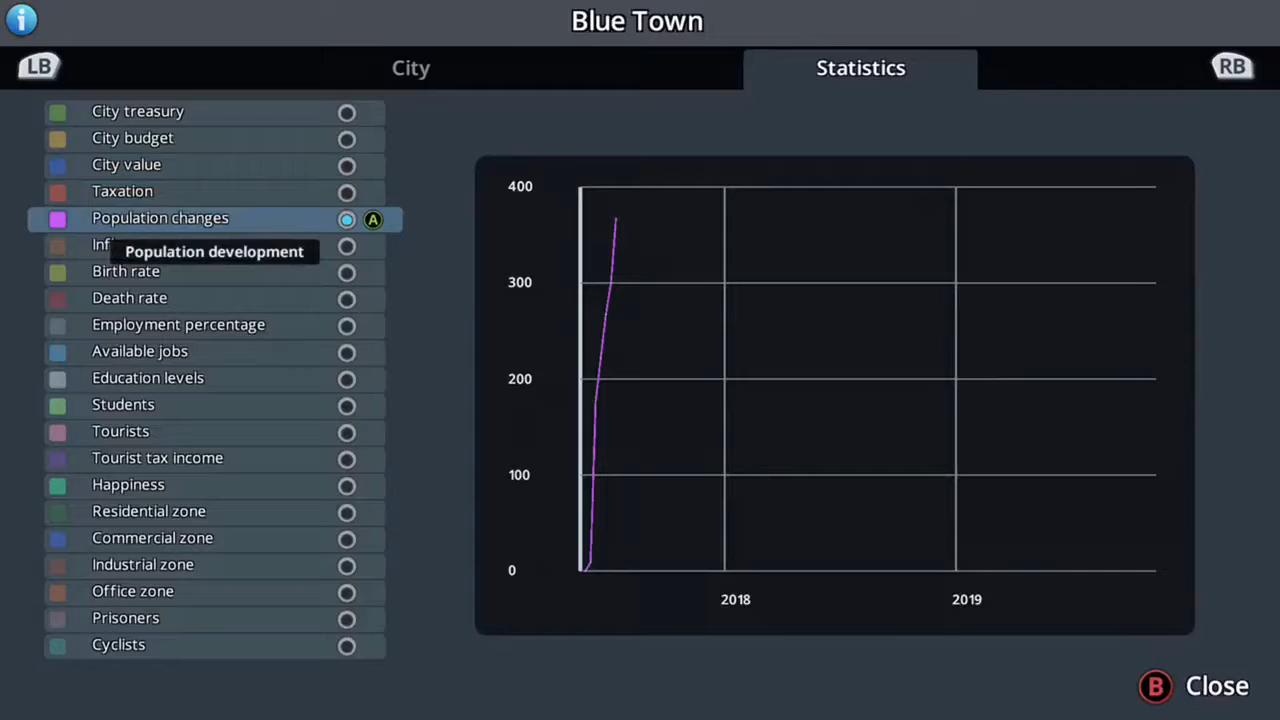 Blue Town
LB
City
Statistics
RB
City treasury
City budget
City value
Taxation
Population changes
A
Inf
Population development
Birth rate
Death rate
Employment percentage
Available jobs
Education levels
Students
Tourists
Tourist tax income
Happiness
Residential zone
Commercial zone
Industrial zone
Office zone
Prisoners
Cyclists
400
300
200
100
0
2018
2019
B Close